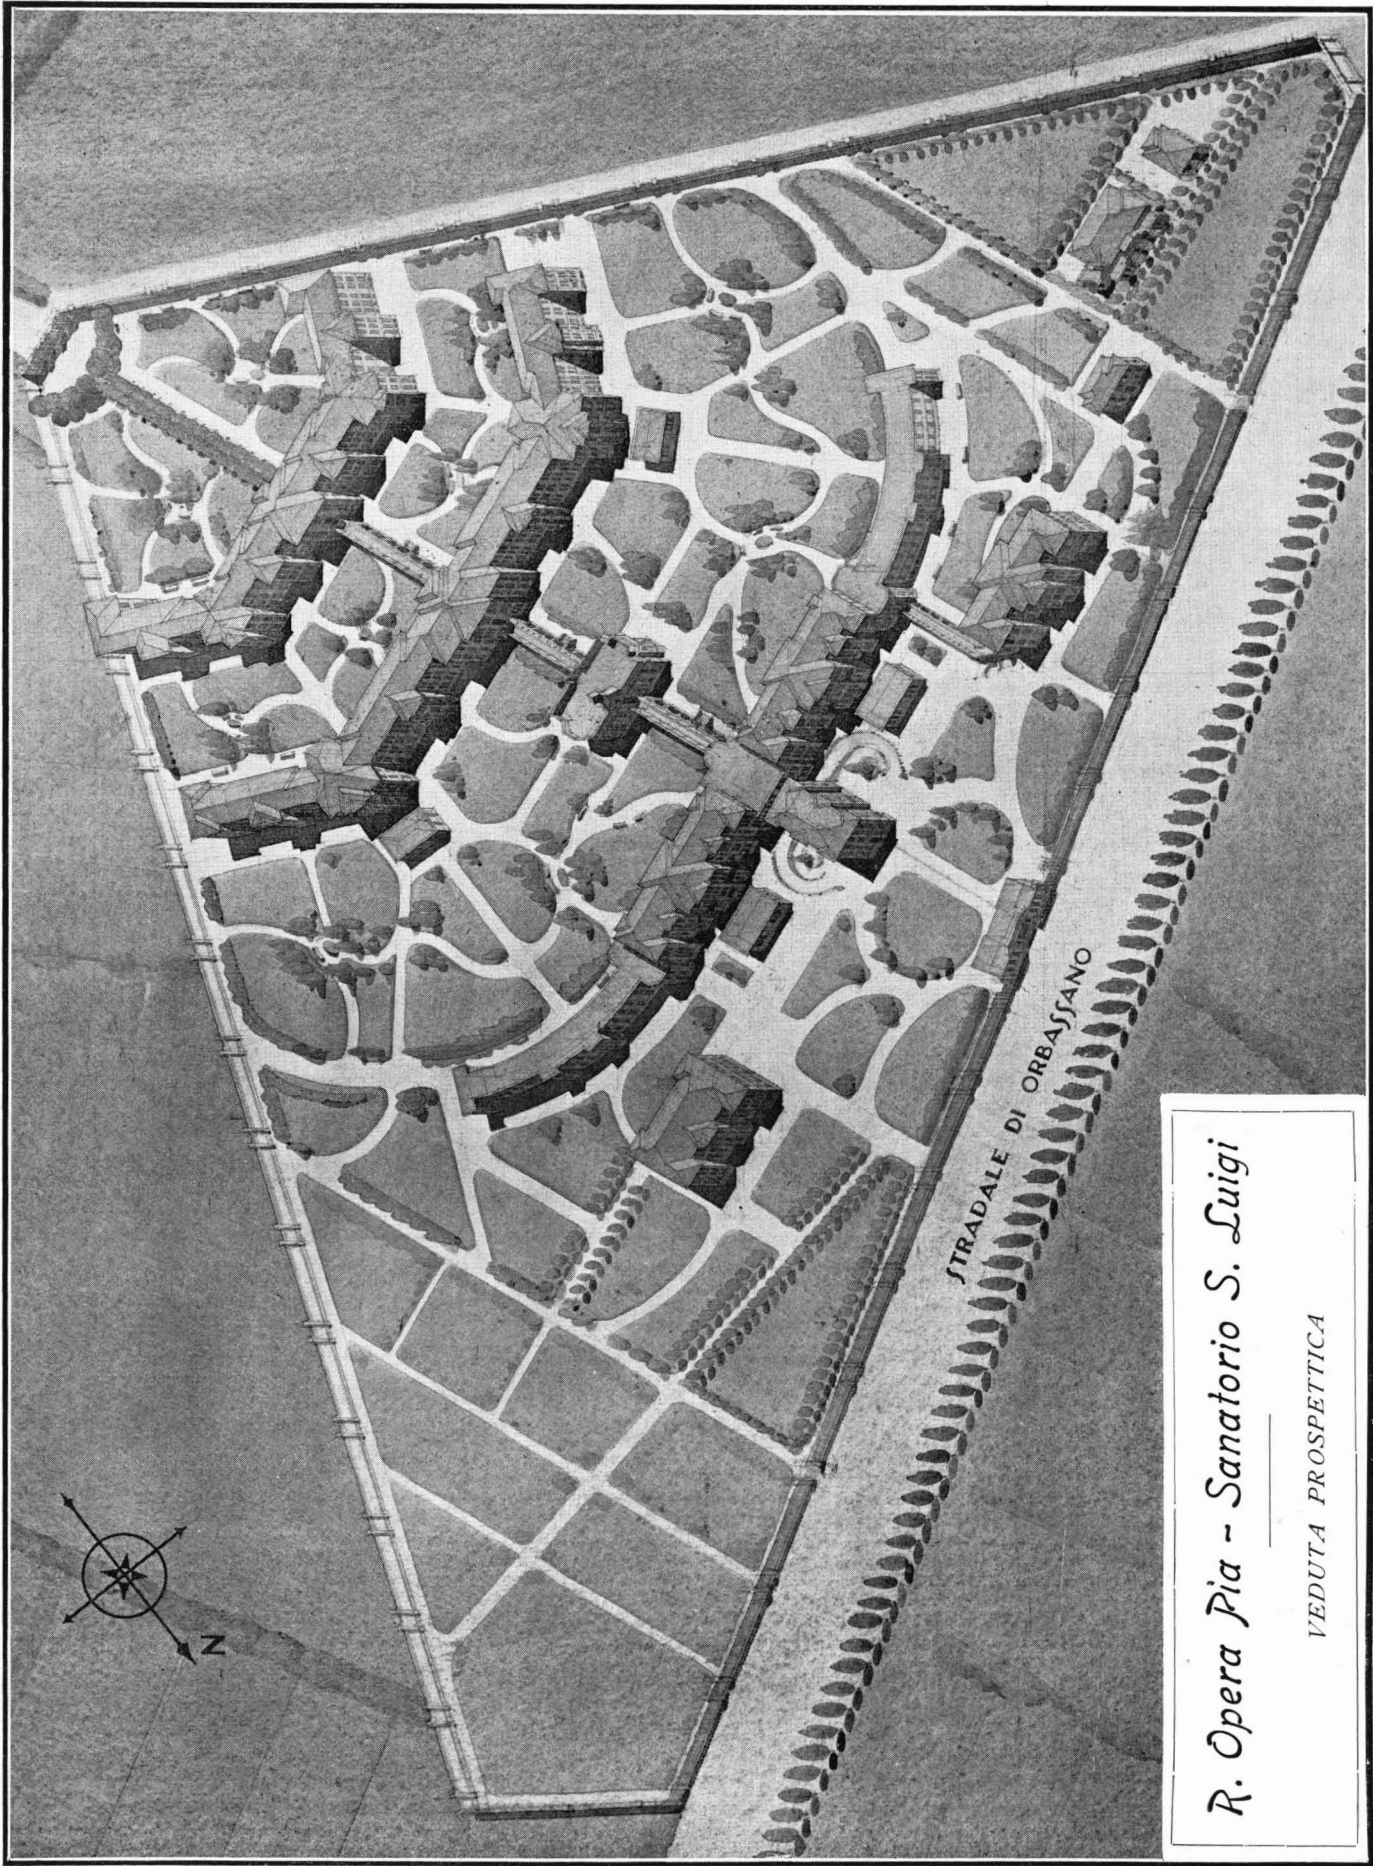 N
STRADALE DI ORBASSANO
R. Opera Pia - Sanatorio S. Luigi
VEDUTA PROSPETTICA